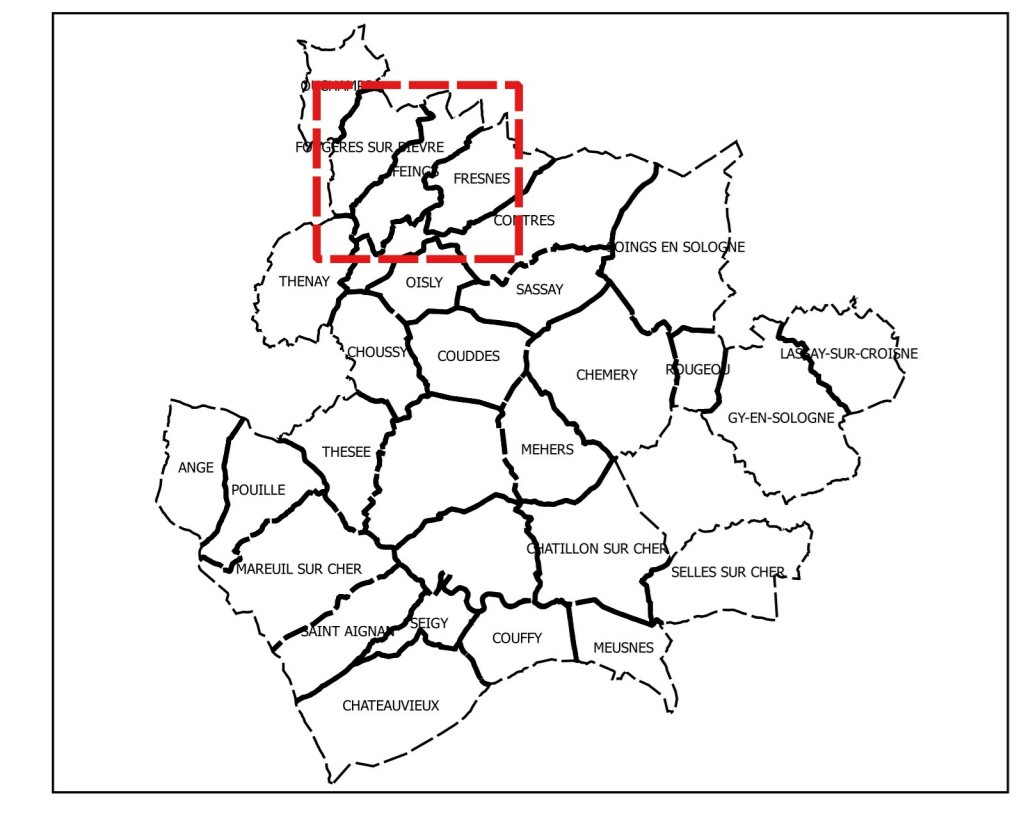 OUCHAMPS
FOUGERES SUR BIEVRE
FEINGS
FRESNES
CONTRES
SOINGS EN SOLOGNE
THENAY
OISLY
SASSAY
CHOUSSY
COUDDES
CHEMERY
ROUGEOU
LASSAY-SUR-CROISNE
GY-EN-SOLOGNE
THESEE
MEHERS
ANGE
POUILLE
MAREUIL SUR CHER
CHATILLON SUR CHER
SELLES SUR CHER
SAINT AIGNAN
SEIGY
COUFFY
MEUSNES
CHATEAUVIEUX